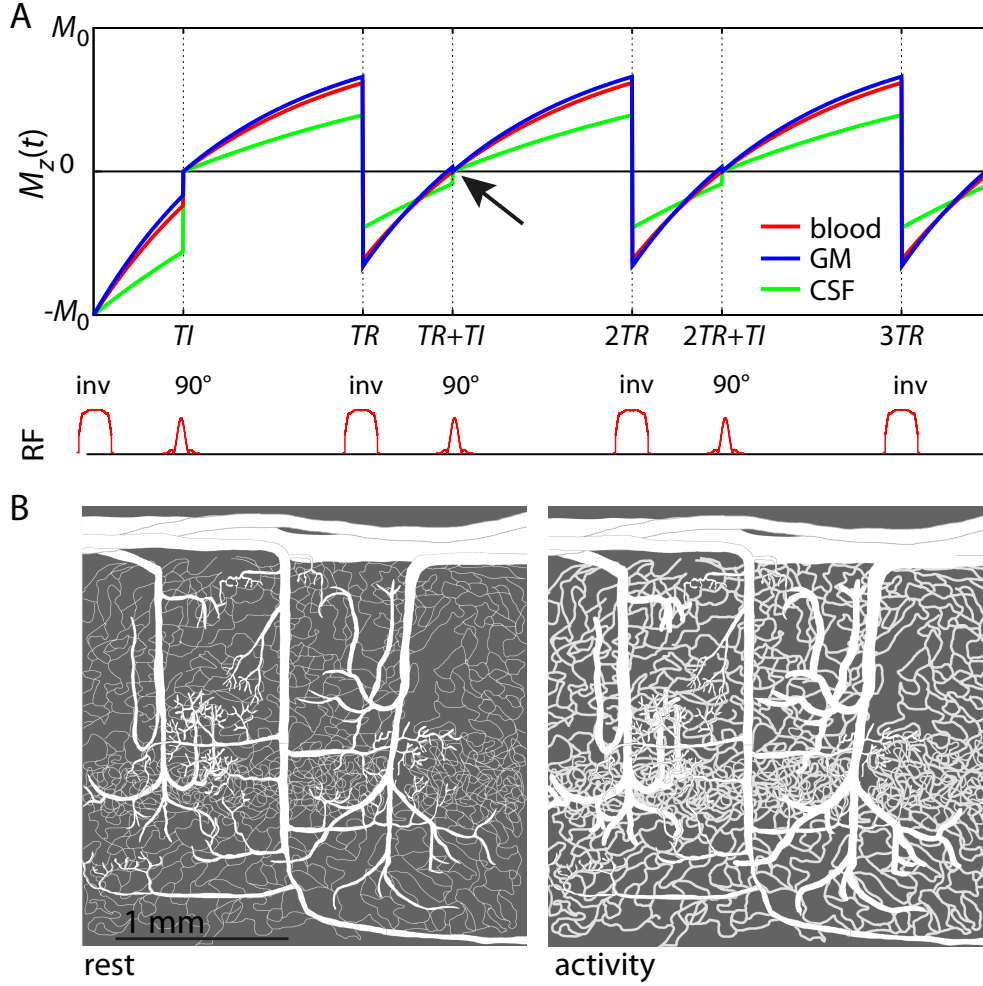 A
M0
Mz(t)
0
-M0
blood
GM
CSF
TI
TR
TR+TI
2TR
2TR+TI
3TR
inv
90°
inv
90°
inv
90°
inv
RF
B
1 mm
rest
activity